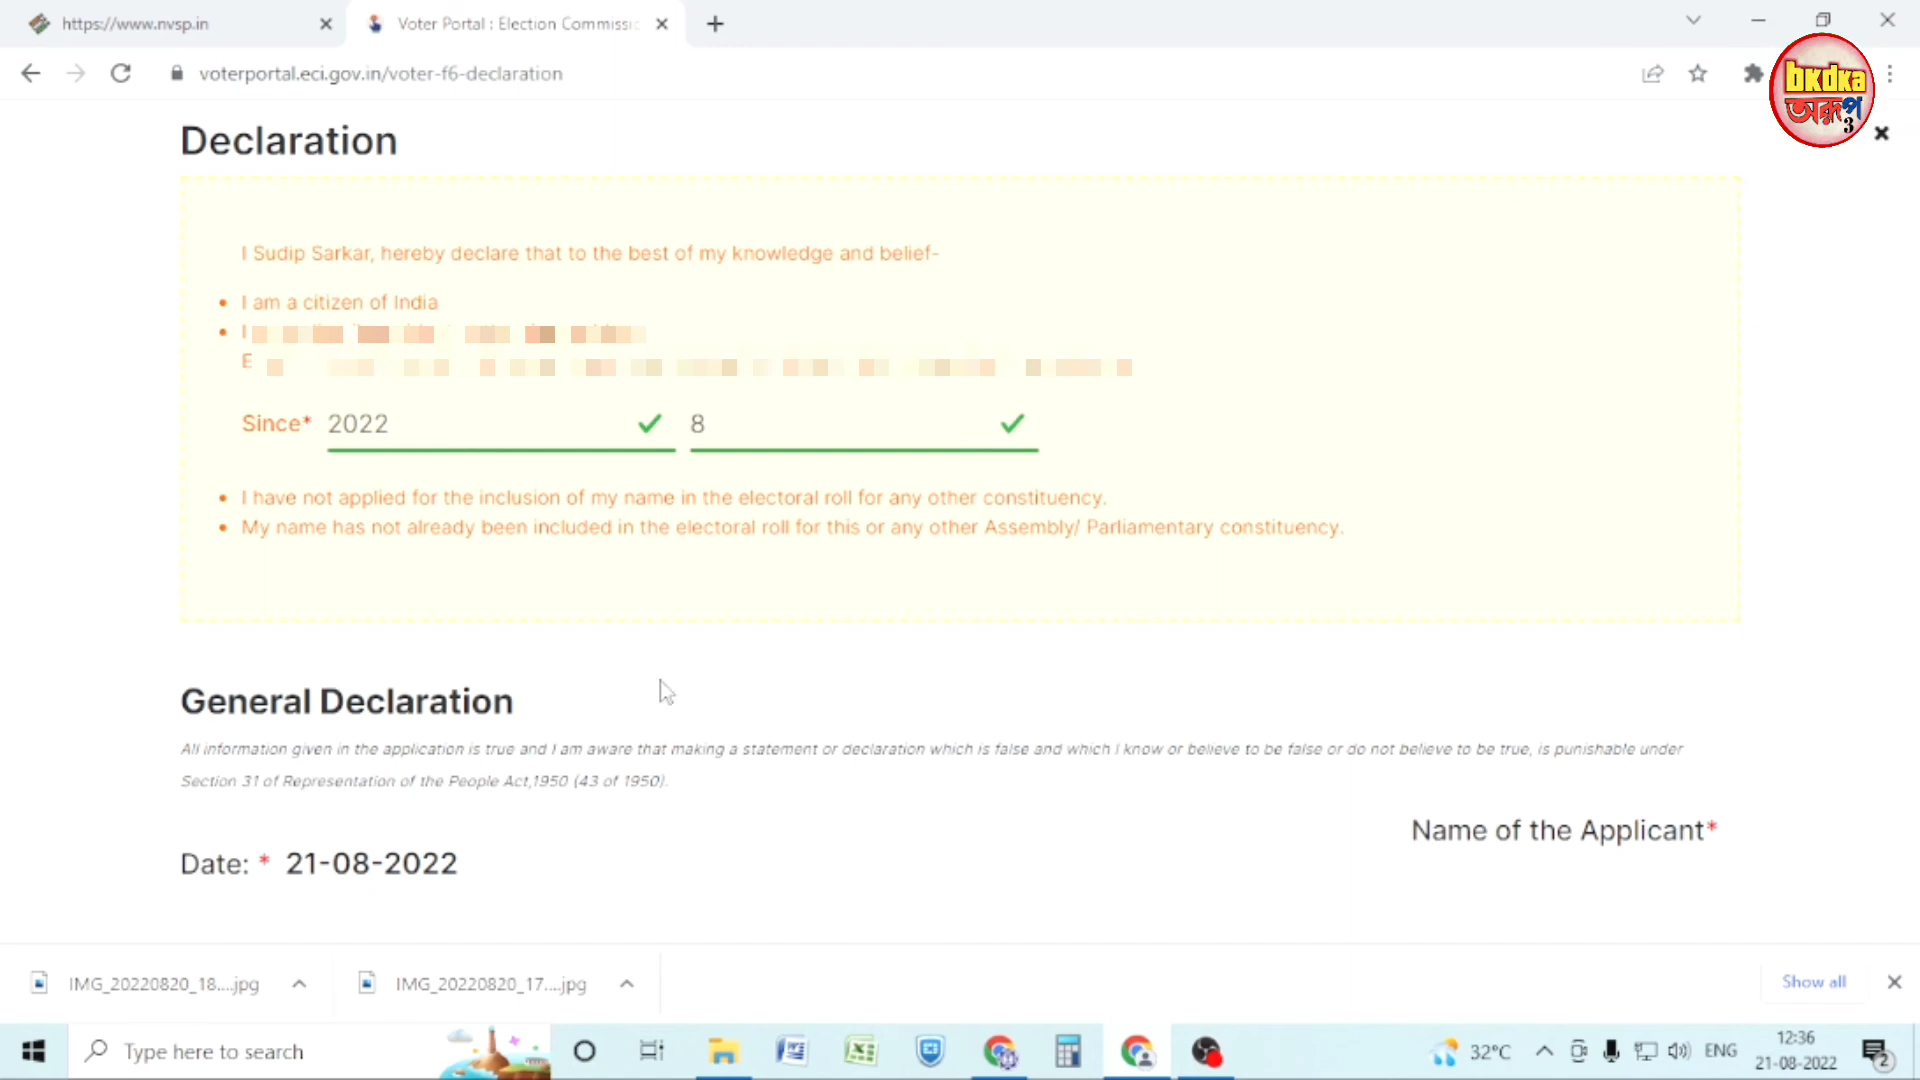 https://www.nvsp.in
Voter Portal : Election Commissi
voterportal.eci.gov.in/voter-f6-declaration
bkdka
অরূপ
3
Declaration
I Sudip Sarkar, hereby declare that to the best of my knowledge and belief-
I am a citizen of India
I
E
Since* 2022 8
I have not applied for the inclusion of my name in the electoral roll for any other constituency.
My name has not already been included in the electoral roll for this or any other Assembly/ Parliamentary constituency.
General Declaration
All information given in the application is true and I am aware that making a statement or declaration which is false and which I know or believe to be false or do not believe to be true, is punishable under
Section 31 of Representation of the People Act,1950 (43 of 1950).
Name of the Applicant*
Date: * 21-08-2022
IMG_20220820_18....jpg
IMG_20220820_17....jpg
Show all
Type here to search
32°C
ENG
12:36
21-08-2022
2